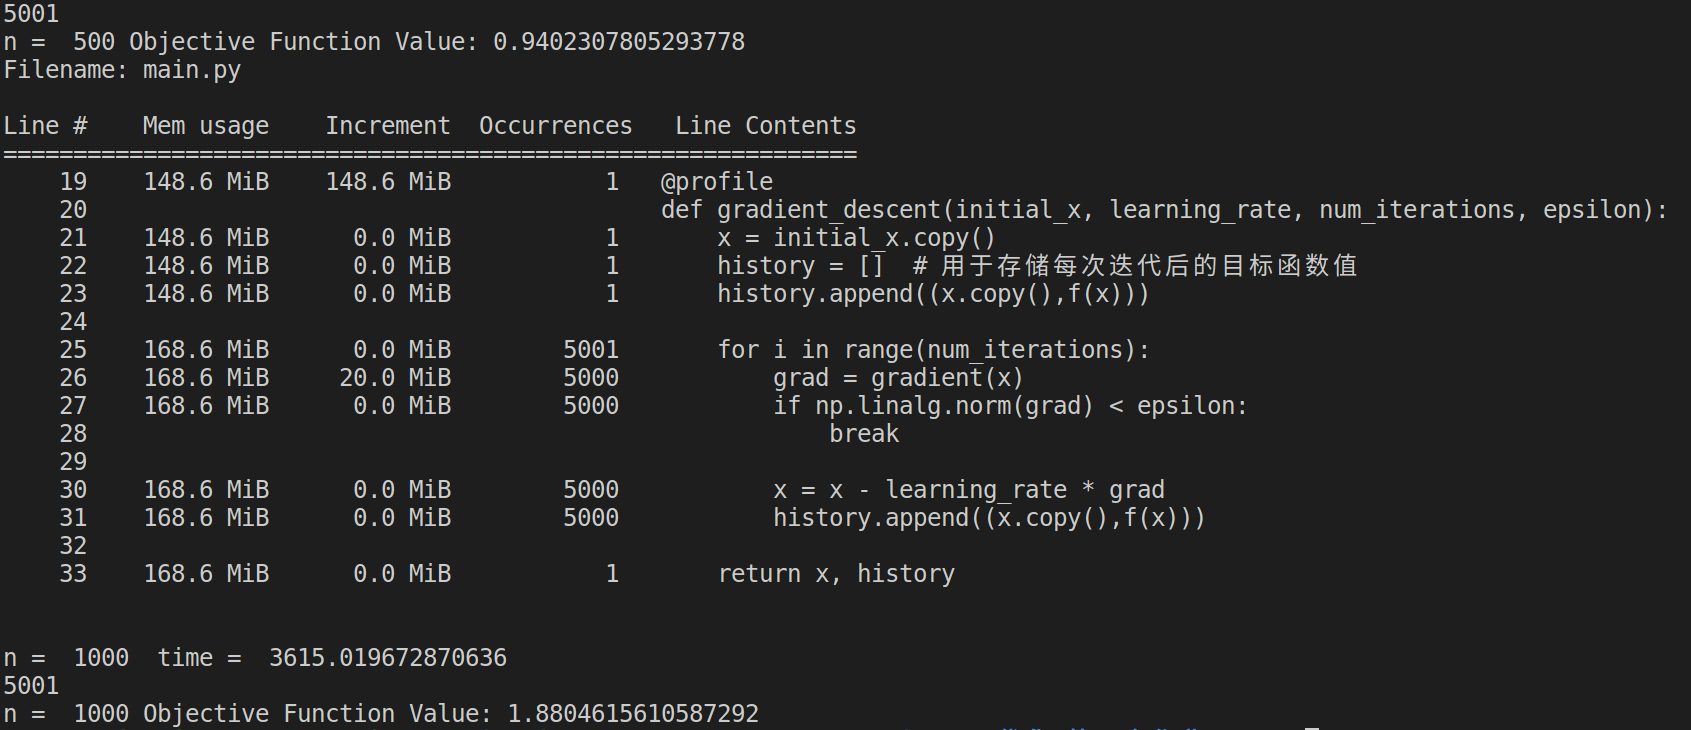 5001
n =  500 Objective Function Value: 0.9402307805293778
Filename: main.py
Line #    Mem usage    Increment  Occurrences   Line Contents
=============================================================
    19    148.6 MiB    148.6 MiB           1   @profile
    20                                         def gradient_descent(initial_x, learning_rate, num_iterations, epsilon):
    21    148.6 MiB      0.0 MiB           1       x = initial_x.copy()
    22    148.6 MiB      0.0 MiB           1       history = []  # 用于存储每次迭代后的目标函数值
    23    148.6 MiB      0.0 MiB           1       history.append((x.copy(),f(x)))
    24
    25    168.6 MiB      0.0 MiB        5001       for i in range(num_iterations):
    26    168.6 MiB     20.0 MiB        5000           grad = gradient(x)
    27    168.6 MiB      0.0 MiB        5000           if np.linalg.norm(grad) < epsilon:
    28                                                     break
    29
    30    168.6 MiB      0.0 MiB        5000           x = x - learning_rate * grad
    31    168.6 MiB      0.0 MiB        5000           history.append((x.copy(),f(x)))
    32
    33    168.6 MiB      0.0 MiB           1       return x, history
n =  1000  time =  3615.019672870636
5001
n =  1000 Objective Function Value: 1.8804615610587292